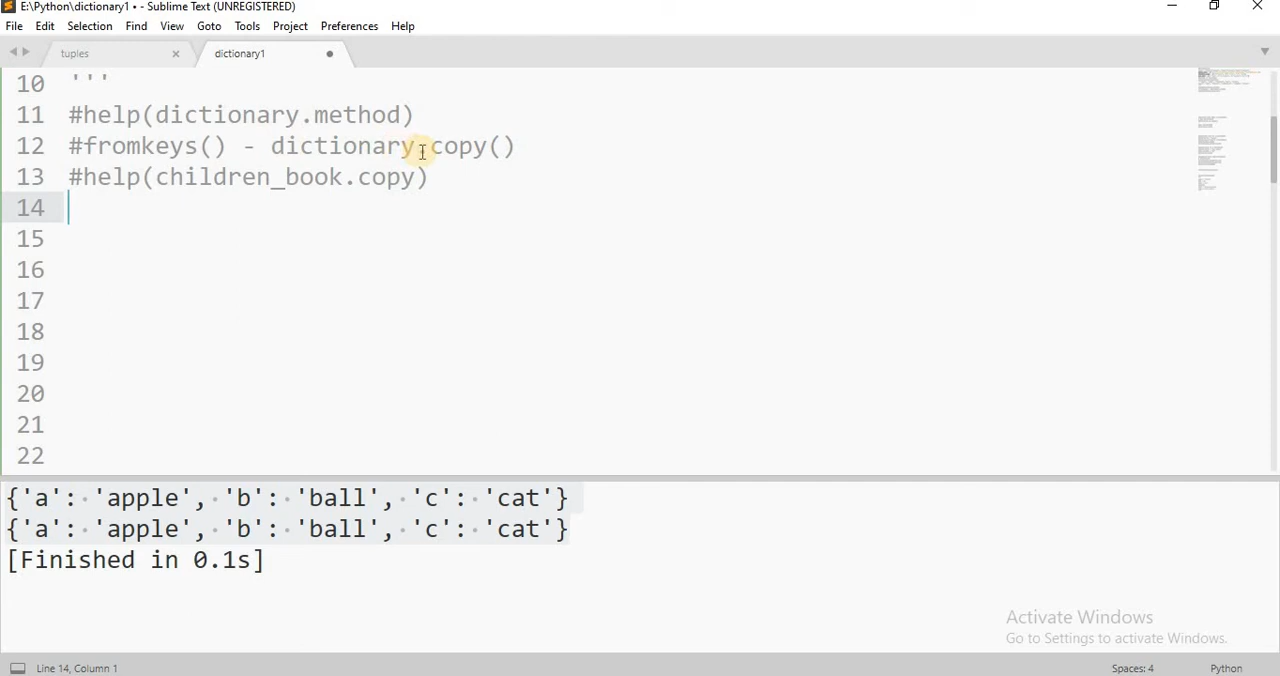 E:\Python\dictionary1 • - Sublime Text (UNREGISTERED)
File Edit Selection Find View Goto Tools Project Preferences Help
tuples dictionary1
10 '''
11 #help(dictionary.method)
12 #fromkeys() - dictionary.copy()
13 #help(children_book.copy)
14
15
16
17
18
19
20
21
22
{'a': 'apple', 'b': 'ball', 'c': 'cat'}
{'a': 'apple', 'b': 'ball', 'c': 'cat'}
[Finished in 0.1s]
Activate Windows
Go to Settings to activate Windows.
Line 14, Column 1 Spaces: 4 Python